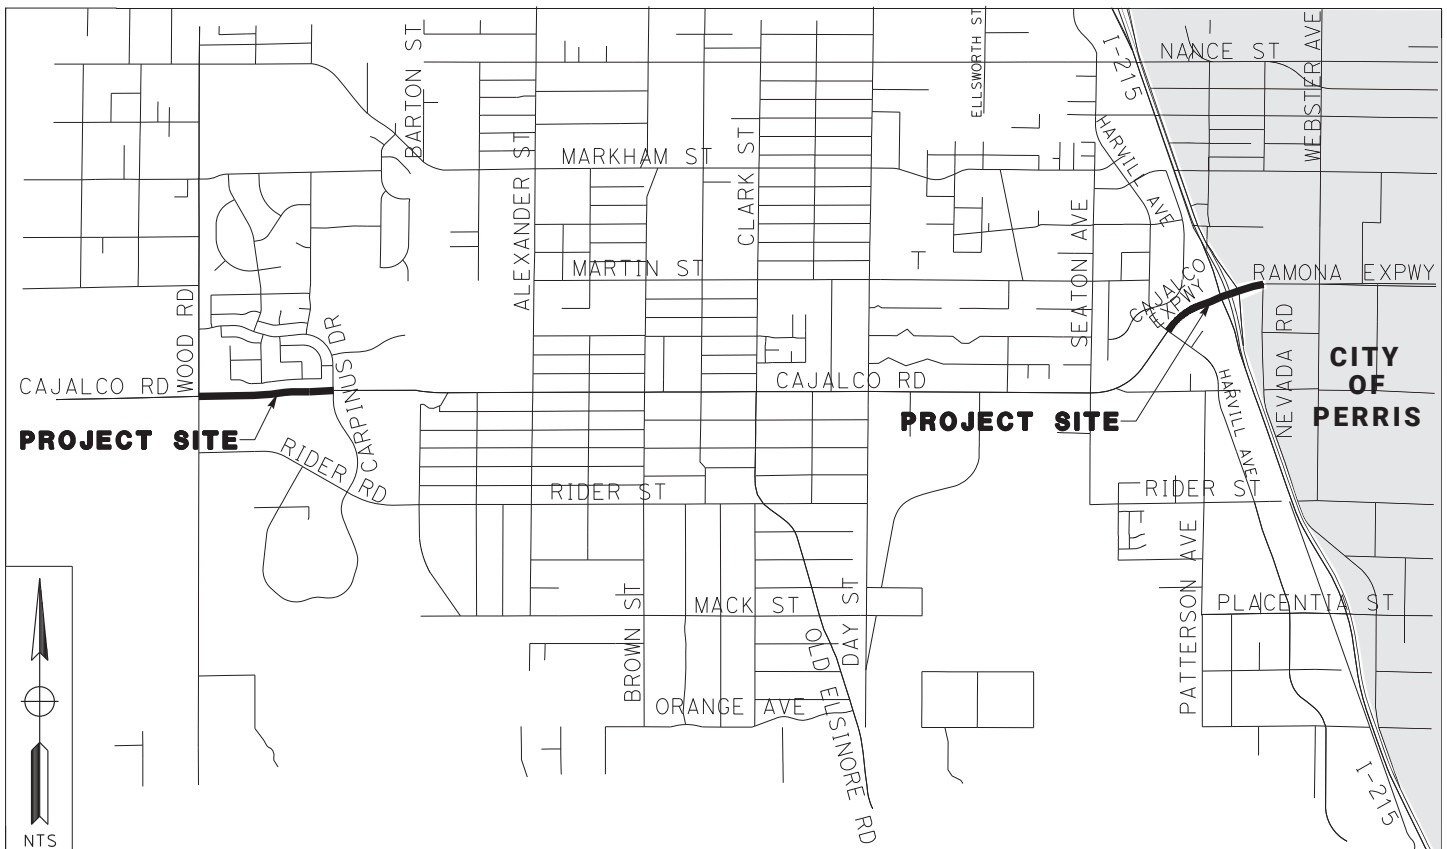 ELLSWORTH ST
BARTON ST
I-215
NANCE ST
WEBSTER AVE
HARVILL AVE
MARKHAM ST
ALEXANDER ST
CLARK ST
SEATON AVE
MARTIN ST
CAJALCO
EXPWY
RAMONA EXPWY
WOOD RD
CARPINUS DR
NEVADA RD
CITY
OF
PERRIS
CAJALCO RD
CAJALCO RD
PROJECT SITE
PROJECT SITE
HARVILL AVE
RIDER RD
RIDER ST
RIDER ST
PATTERSON AVE
BROWN ST
MACK ST
DAY ST
PLACENTIA ST
OLD ELSINORE RD
ORANGE AVE
I-215
NTS